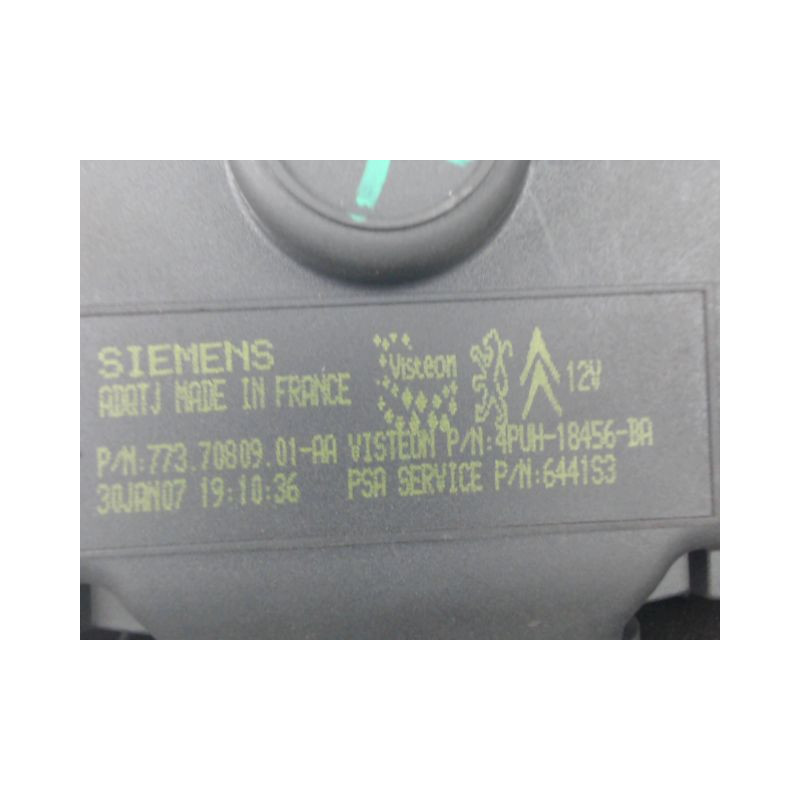 SIEMENS
Visteon
12V
ADQTJ MADE IN FRANCE
P/N:773.70809.01-AA VISTEON P/N:4PUH-18456-BA
30JAN07 19:10:36 PSA SERVICE P/N:6441S3